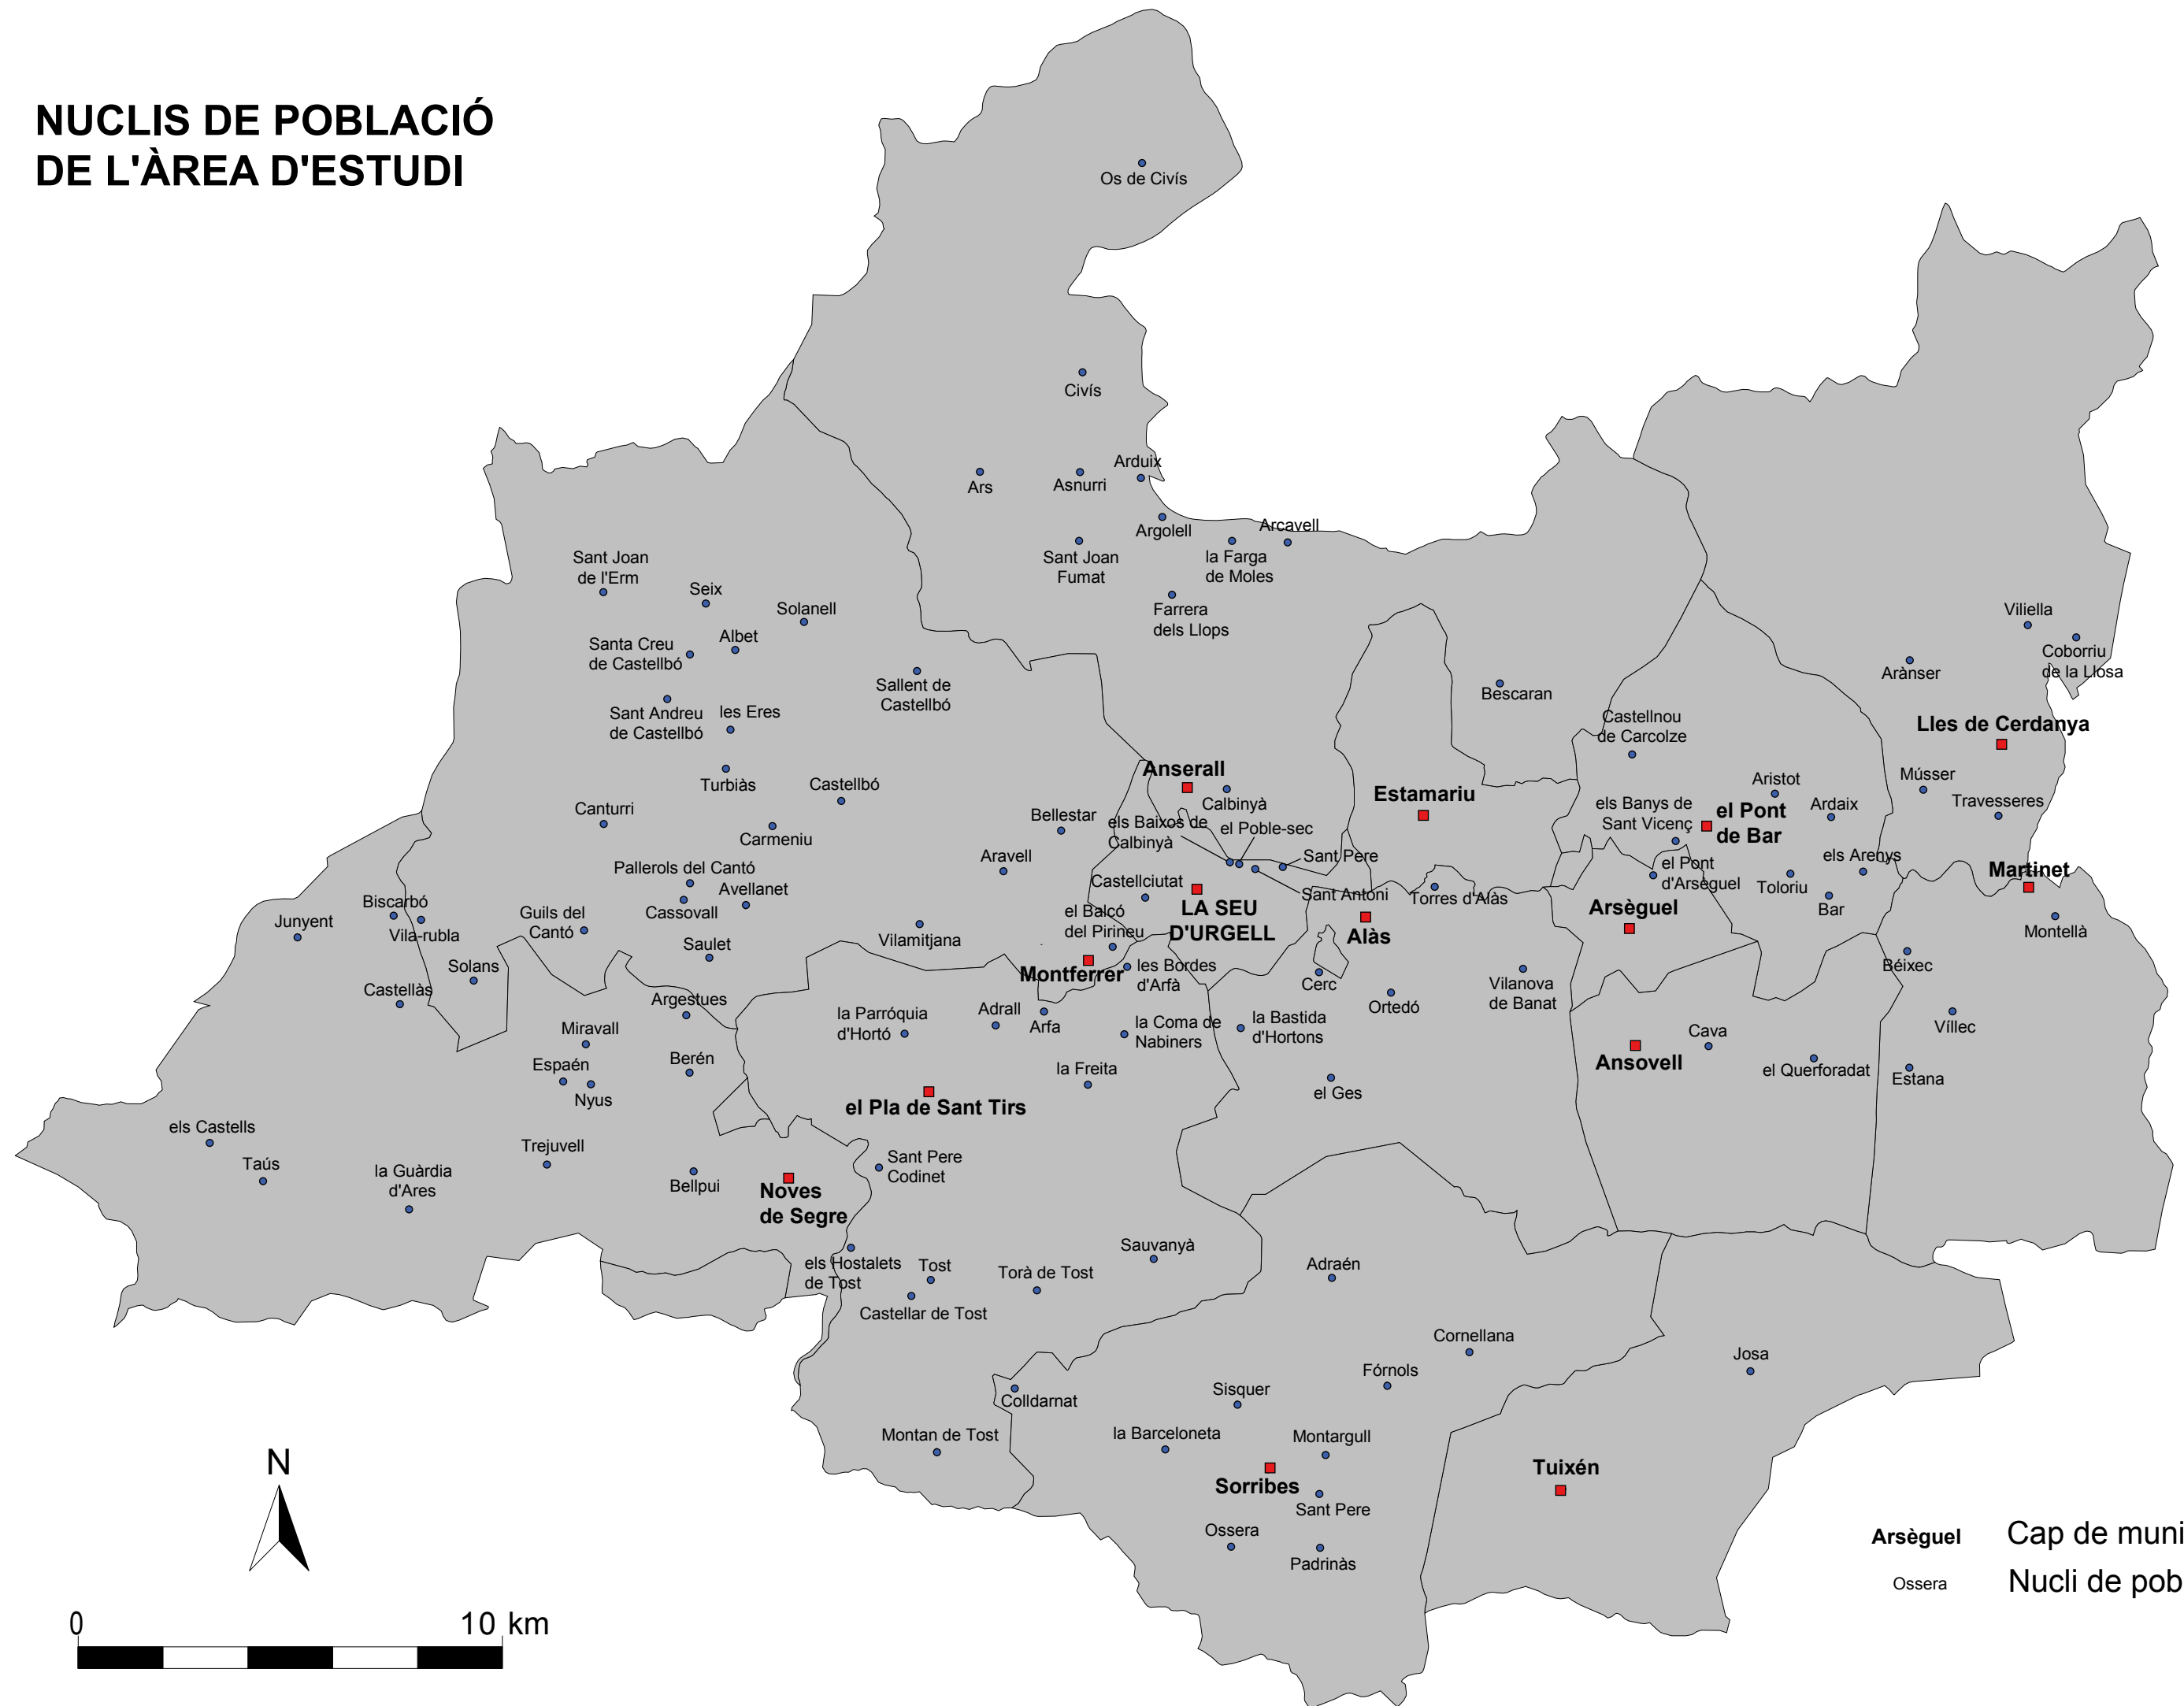 NUCLIS DE POBLACIÓ
DE L'ÀREA D'ESTUDI
Os de Civís
Civís
Arduix
Ars
Asnurri
Argolell
Arcavell
Sant Joan
Fumat
la Farga
de Moles
Farrera
dels Llops
Sant Joan
de l'Erm
Seix
Solanell
Albet
Santa Creu
de Castellbó
Sallent de
Castellbó
Sant Andreu
de Castellbó
les Eres
Turbiàs
Castellbó
Canturri
Carmeniu
Bellestar
Aravell
Pallerols del Cantó
Avellanet
Cassovall
Guils del
Cantó
Saulet
Vilamitjana
Biscarbó
Junyent
Vila-rubla
Solans
Castellàs
Argestues
Miravall
Berén
Espaén
Nyus
els Castells
Taús
la Guàrdia
d'Ares
Trejuvell
Bellpui
Noves
de Segre
Anserall
Calbinyà
els Baixos de
Calbinyà
el Poble-sec
Sant Pere
Sant Antoni
Castellciutat
LA SEU
D'URGELL
el Balcó
del Pirineu
Montferrer
les Bordes
d'Arfà
la Parróquia
d'Hortó
Adrall
Arfa
la Coma de
Nabiners
la Freita
el Pla de Sant Tirs
Sant Pere
Codinet
els Hostalets
de Tost
Tost
Castellar de Tost
Torà de Tost
Sauvanyà
Colldarnat
Montan de Tost
Estamariu
Bescaran
Torres d'Alàs
Alàs
Cerc
Ortedó
Vilanova
de Banat
la Bastida
d'Hortons
el Ges
Castellnou
de Carcolze
Aristot
els Banys de
Sant Vicenç
el Pont
de Bar
Ardaix
el Pont
d'Arsèguel
Toloriu
els Arenys
Bar
Arsèguel
Ansovell
Cava
el Querforadat
Viliella
Coborriu
de la Llosa
Arànser
Lles de Cerdanya
Músser
Travesseres
Martinet
Montellà
Béixec
Víllec
Estana
Adraén
Cornellana
Fórnols
Sisquer
la Barceloneta
Montargull
Sorribes
Sant Pere
Ossera
Padrinàs
Josa
Tuixén
N
0 10 km
Arsèguel Cap de muni
Ossera Nucli de pob